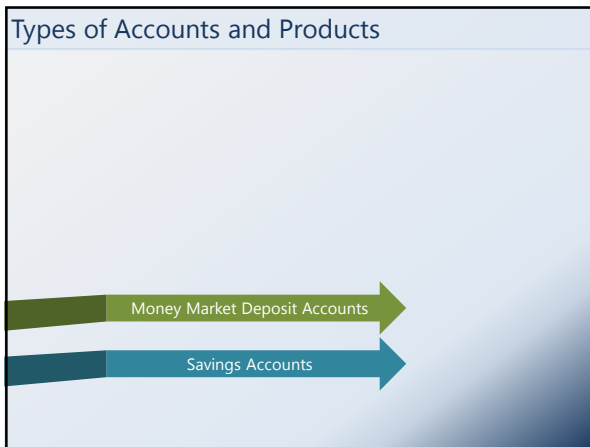 Types of Accounts and Products
Money Market Deposit Accounts
Savings Accounts